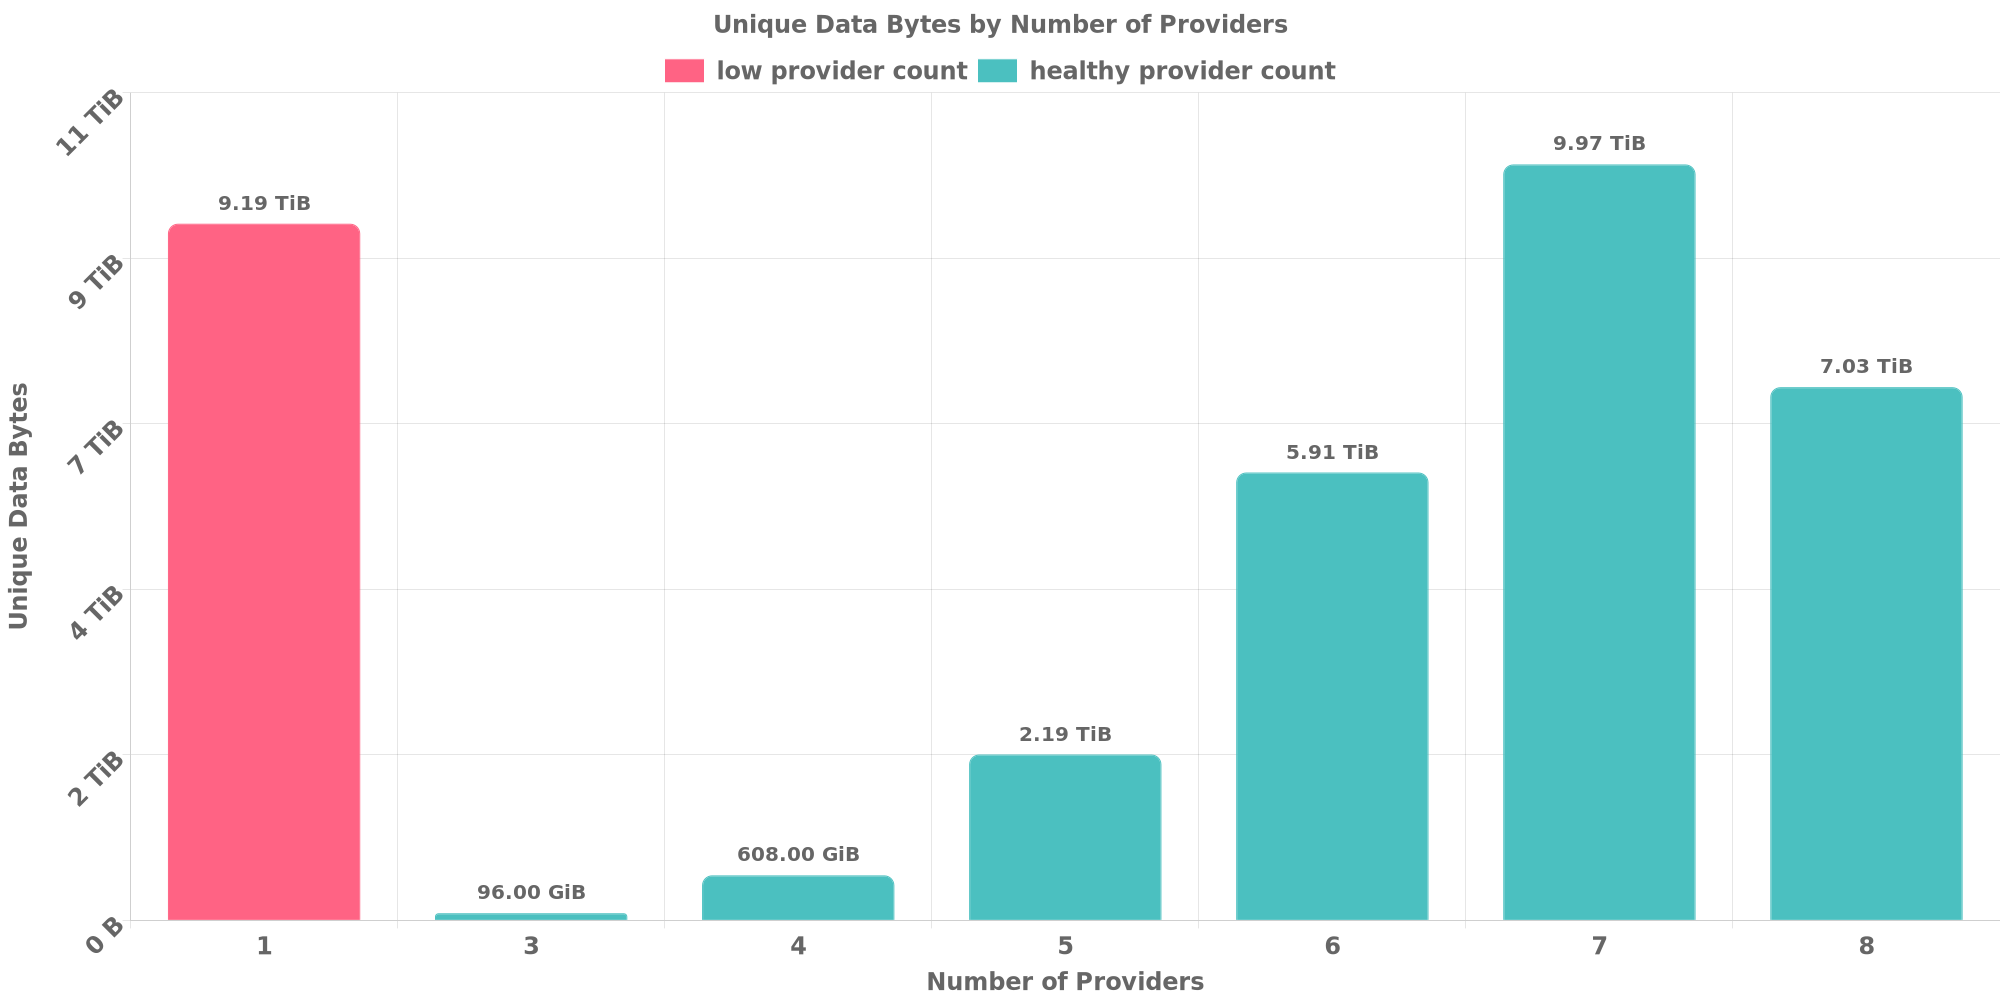 Unique Data Bytes by Number of Providers
low provider count
healthy provider count
11 TiB
9 TiB
7 TiB
4 TiB
2 TiB
0 B
Unique Data Bytes
9.19 TiB
96.00 GiB
608.00 GiB
2.19 TiB
5.91 TiB
9.97 TiB
7.03 TiB
1
3
4
5
6
7
8
Number of Providers